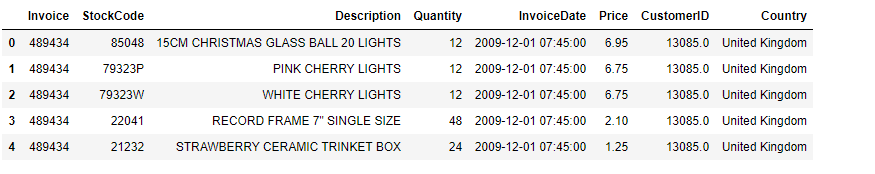 Invoice StockCode Description Quantity InvoiceDate Price CustomerID Country
0 489434 85048 15CM CHRISTMAS GLASS BALL 20 LIGHTS 12 2009-12-01 07:45:00 6.95 13085.0 United Kingdom
1 489434 79323P PINK CHERRY LIGHTS 12 2009-12-01 07:45:00 6.75 13085.0 United Kingdom
2 489434 79323W WHITE CHERRY LIGHTS 12 2009-12-01 07:45:00 6.75 13085.0 United Kingdom
3 489434 22041 RECORD FRAME 7" SINGLE SIZE 48 2009-12-01 07:45:00 2.10 13085.0 United Kingdom
4 489434 21232 STRAWBERRY CERAMIC TRINKET BOX 24 2009-12-01 07:45:00 1.25 13085.0 United Kingdom